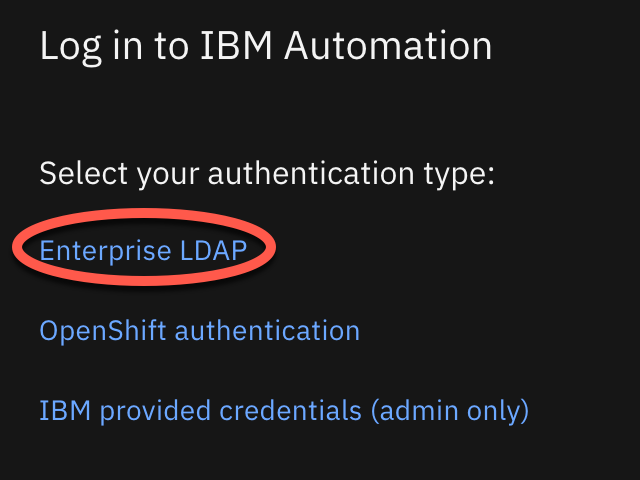 Log in to IBM Automation
Select your authentication type:
Enterprise LDAP
OpenShift authentication
IBM provided credentials (admin only)